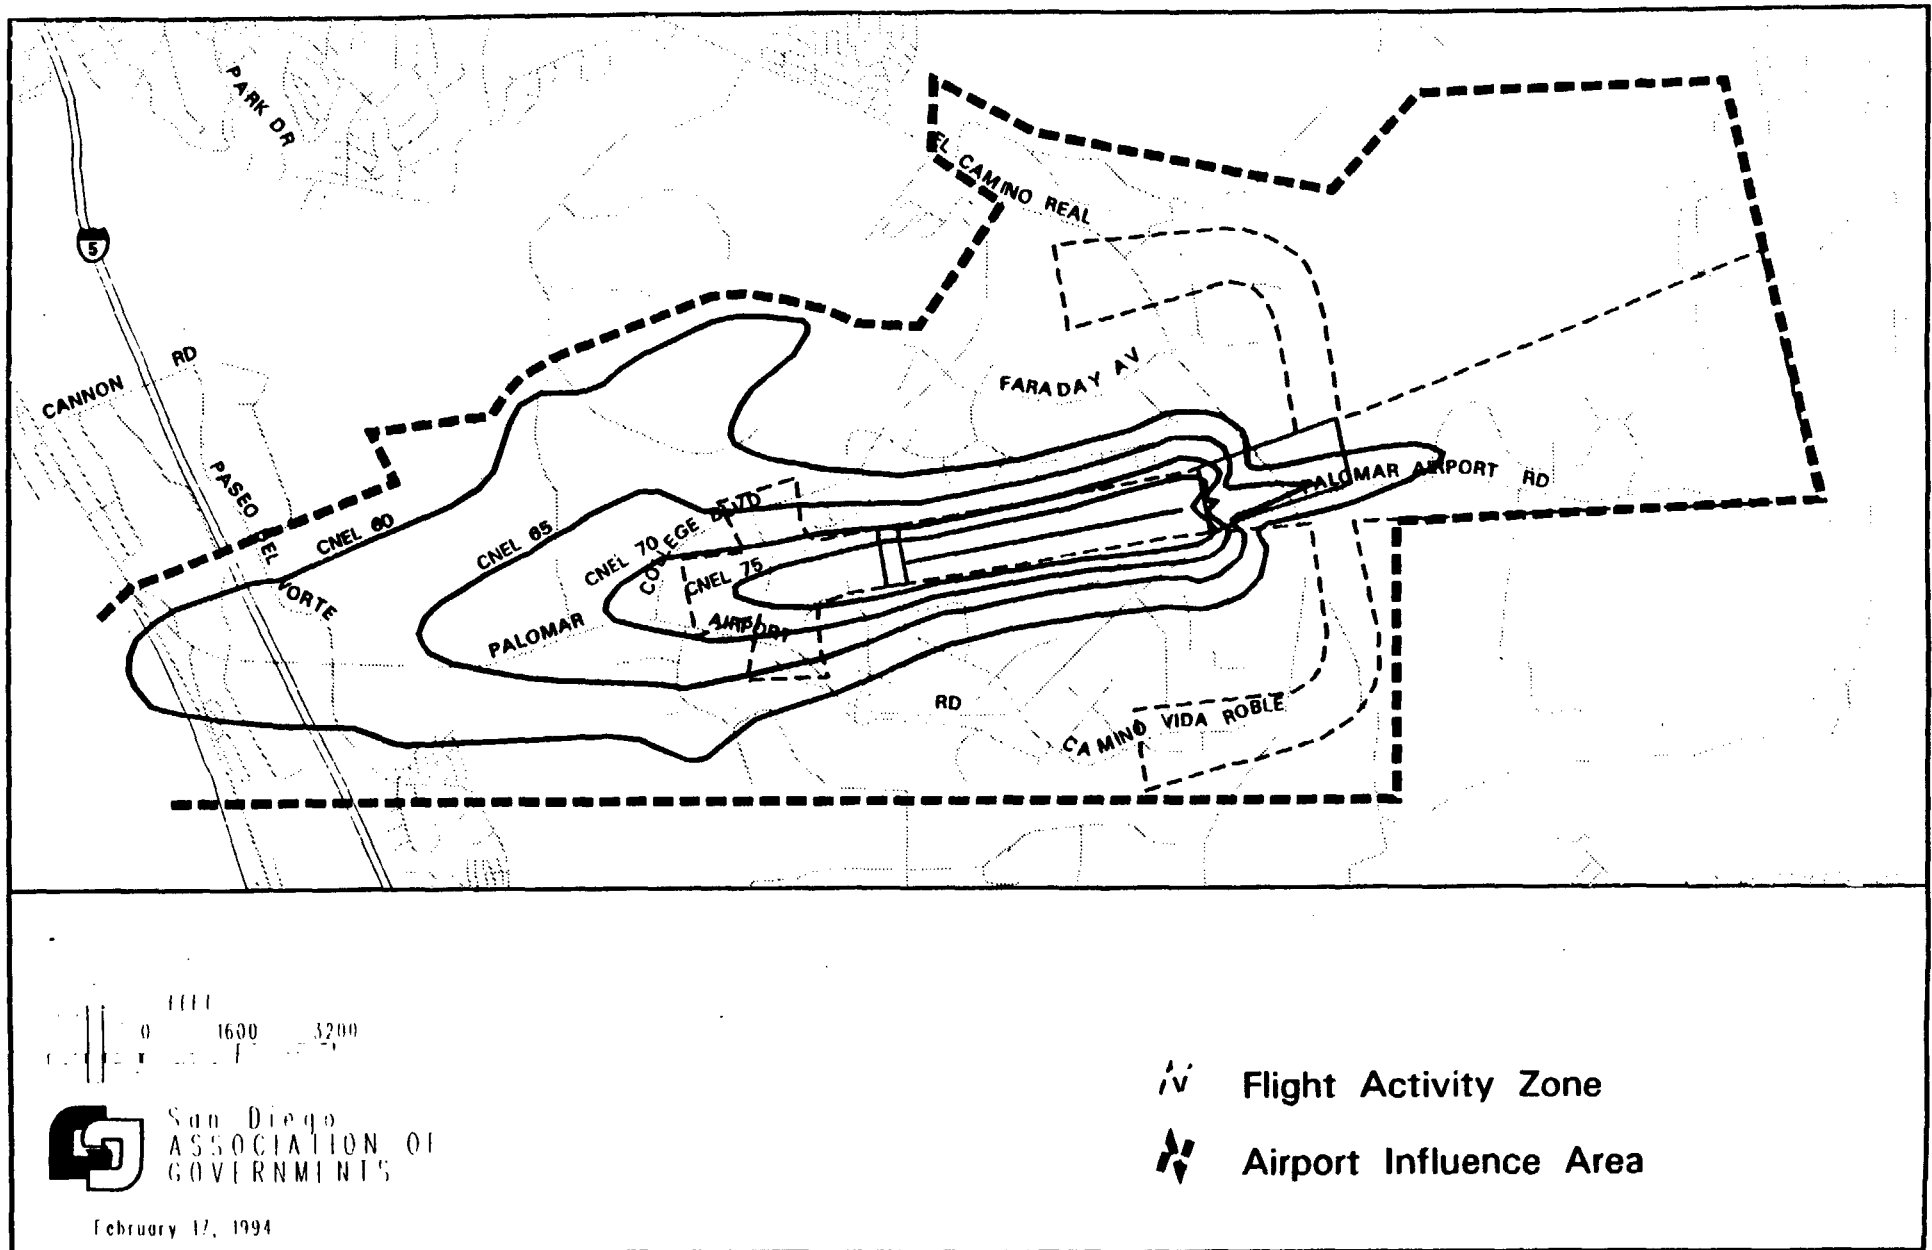 PARK DR
EL CAMINO REAL
5
CANNON RD
FARADAY AV
PASEO DEL NORTE
CNEL 60
CNEL 65
CNEL 70
CNEL 75
COLLEGE BLVD
PALOMAR AIRPORT RD
PALOMAR
AIRPORT
RD
CAMINO VIDA ROBLE
FEET
0 1600 3200
San Diego
ASSOCIATION OF
GOVERNMENTS
February 17, 1994
Flight Activity Zone
Airport Influence Area